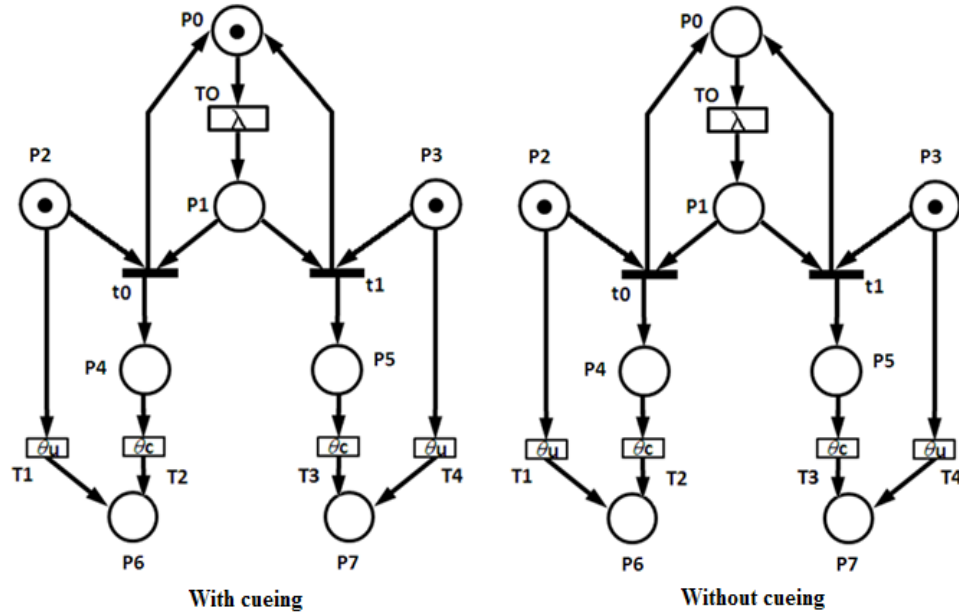 P0
TO
λ
P2
P3
P1
t0
t1
P4
P5
θu
θc
θc
θu
T1
T2
T3
T4
P6
P7
With cueing
P0
TO
λ
P2
P3
P1
t0
t1
P4
P5
θu
θc
θc
θu
T1
T2
T3
T4
P6
P7
Without cueing